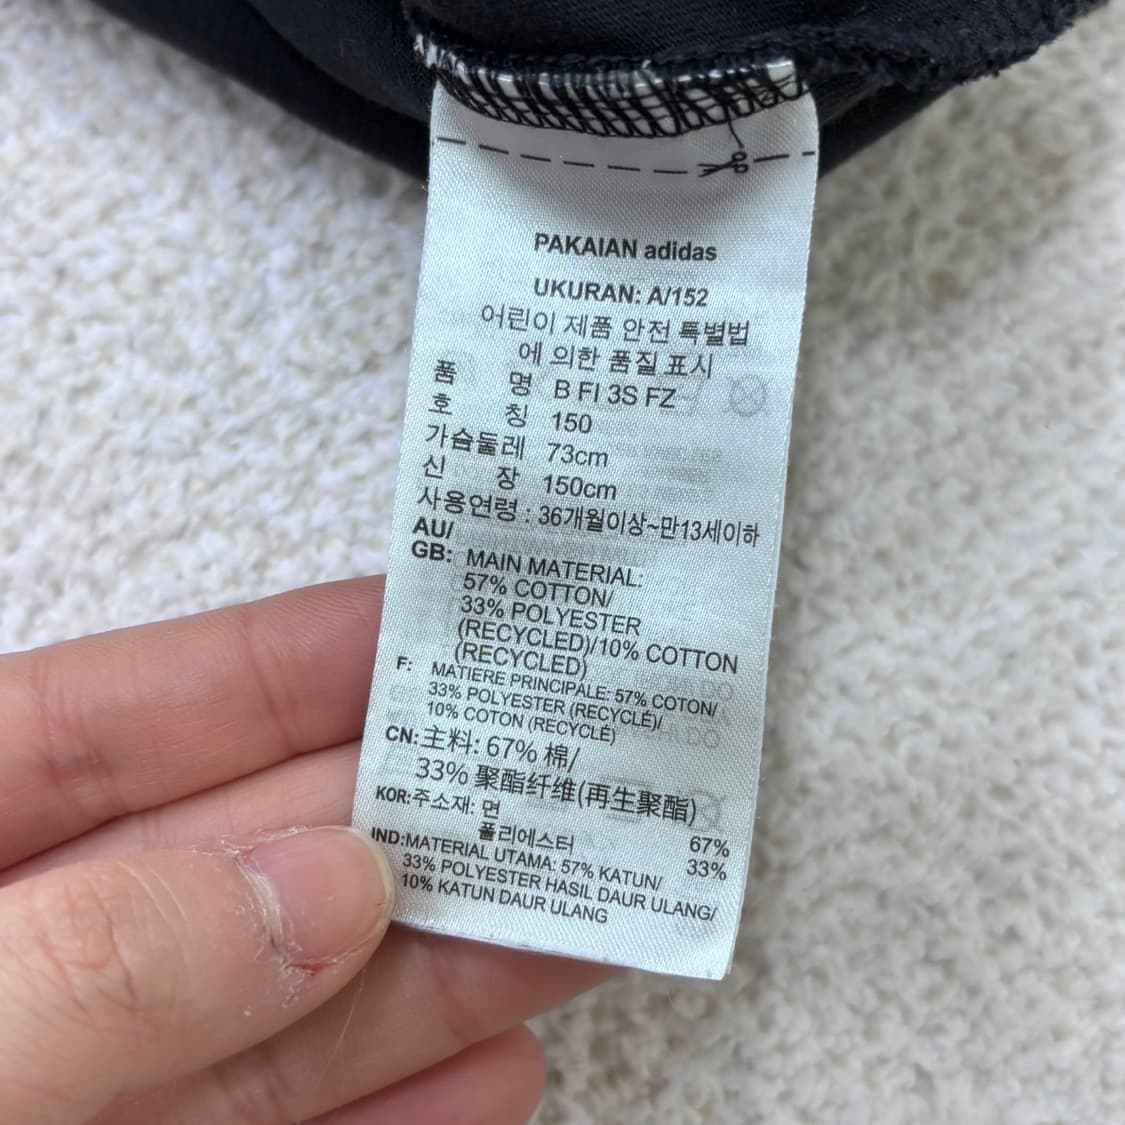 PAKAIAN adidas
UKURAN: A/152
어린이 제품 안전 특별법
에 의한 품질 표시
품 명 B FI 3S FZ
호 칭 150
가슴둘레 73cm
신 장 150cm
사용연령 : 36개월이상~만13세이하
AU/
GB: MAIN MATERIAL:
57% COTTON/
33% POLYESTER
(RECYCLED)/10% COTTON
(RECYCLED)
F: MATIERE PRINCIPALE: 57% COTON/
33% POLYESTER (RECYCLÉ)/
10% COTON (RECYCLÉ)
CN:主料: 67% 棉/
33% 聚酯纤维(再生聚酯)
KOR:주소재: 면 67%
폴리에스터 33%
IND:MATERIAL UTAMA: 57% KATUN/
33% POLYESTER HASIL DAUR ULANG/
10% KATUN DAUR ULANG